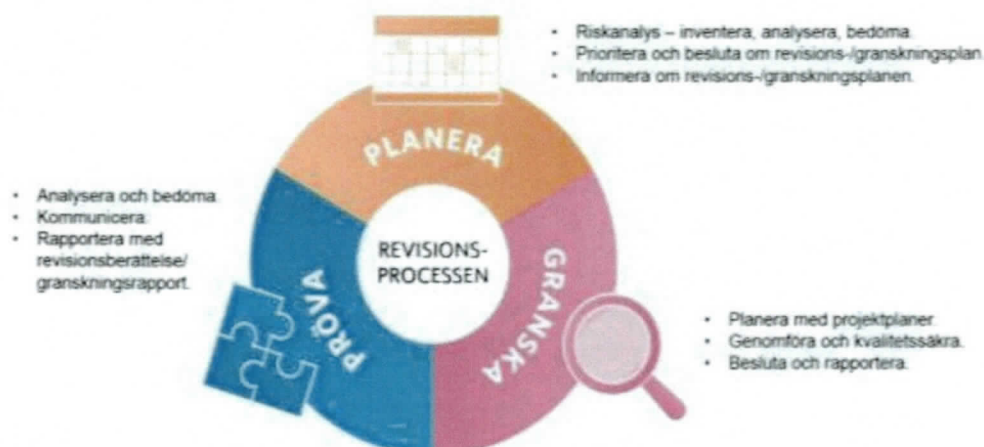 • Riskanalys – inventera, analysera, bedöma.
• Prioritera och besluta om revisions-/granskningsplan.
• Informera om revisions-/granskningsplanen.
PLANERA
• Analysera och bedöma.
• Kommunicera.
• Rapportera med
revisionsberättelse/
granskningsrapport.
REVISIONS-
PROCESSEN
GRANSKA
PRÖVA
• Planera med projektplaner.
• Genomföra och kvalitetssäkra.
• Besluta och rapportera.